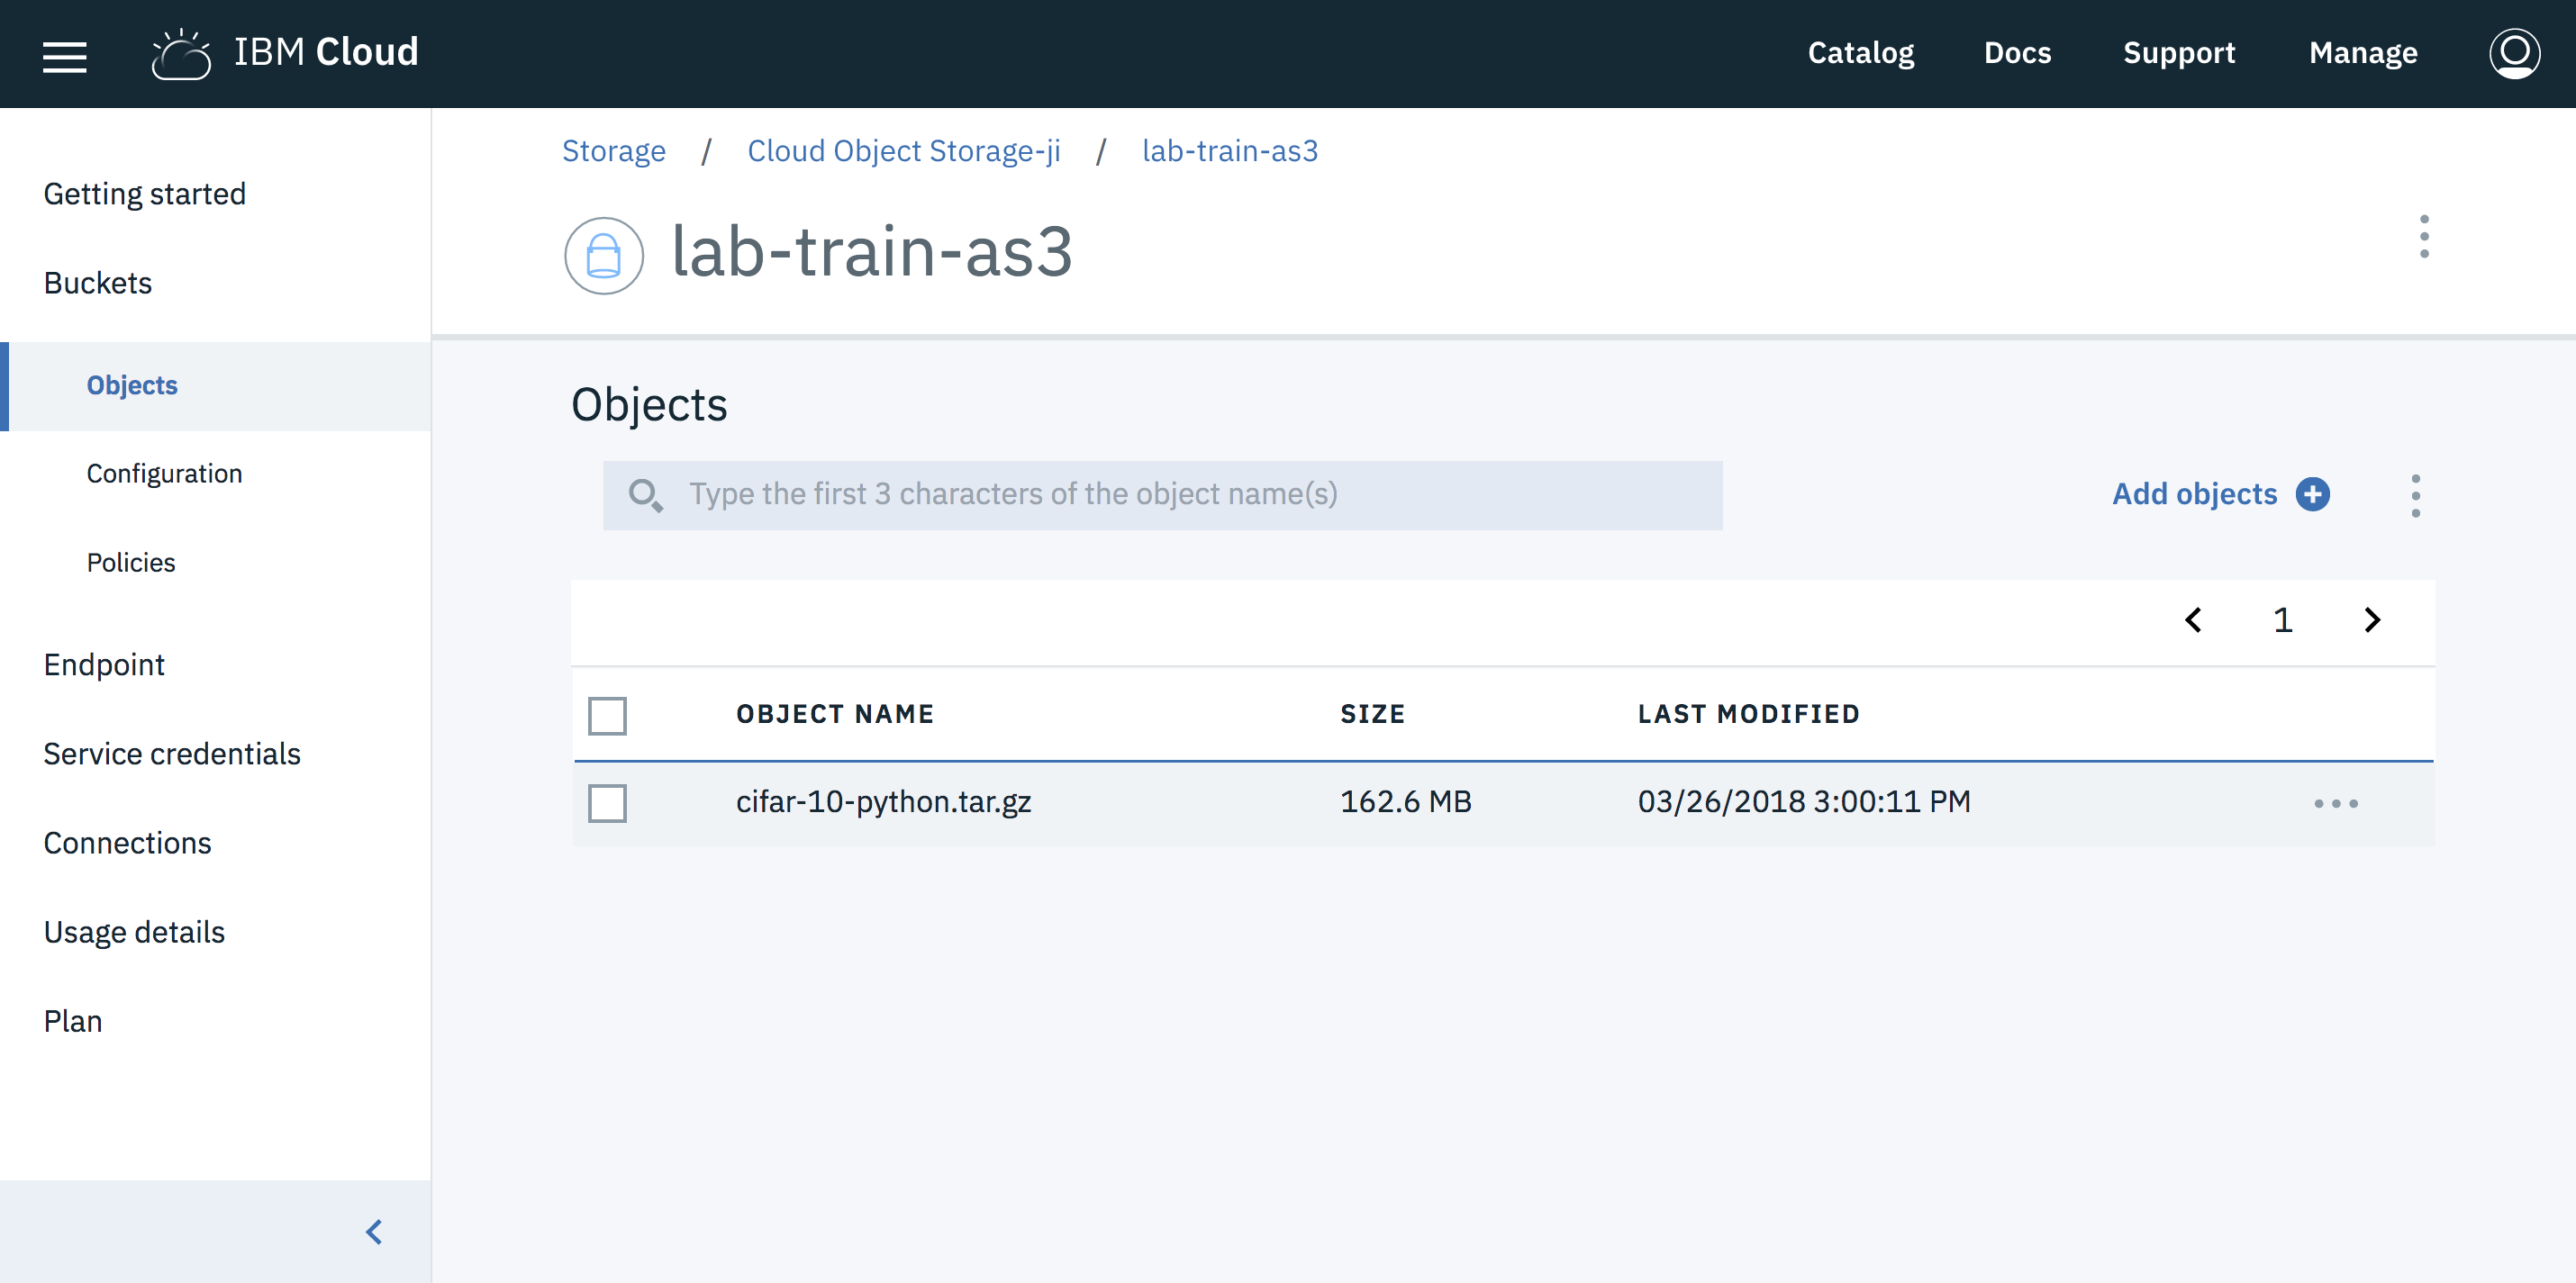 IBM Cloud
Catalog
Docs
Support
Manage
Getting started
Buckets
Objects
Configuration
Policies
Endpoint
Service credentials
Connections
Usage details
Plan
Storage / Cloud Object Storage-ji / lab-train-as3
lab-train-as3
Objects
Type the first 3 characters of the object name(s)
Add objects
1
OBJECT NAME SIZE LAST MODIFIED
cifar-10-python.tar.gz 162.6 MB 03/26/2018 3:00:11 PM